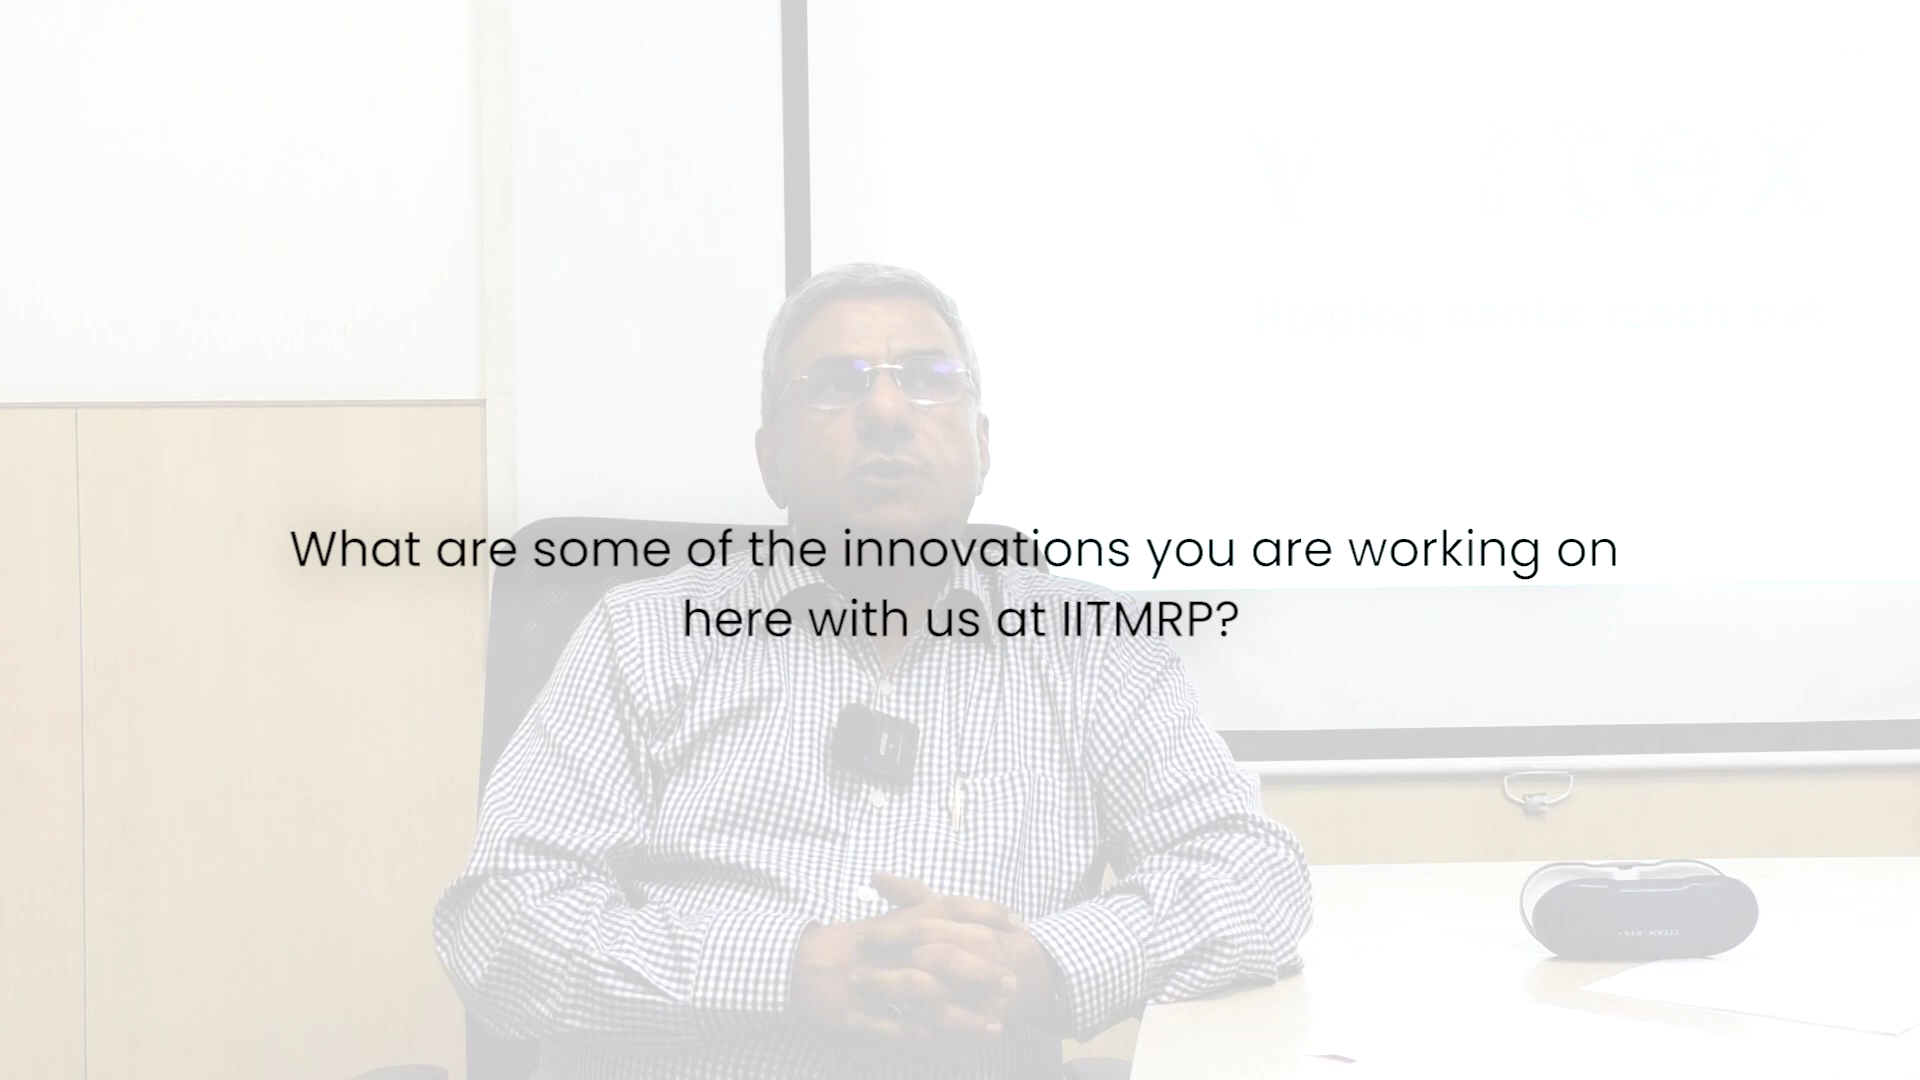 What are some of the innovations you are working on
here with us at IITMRP?